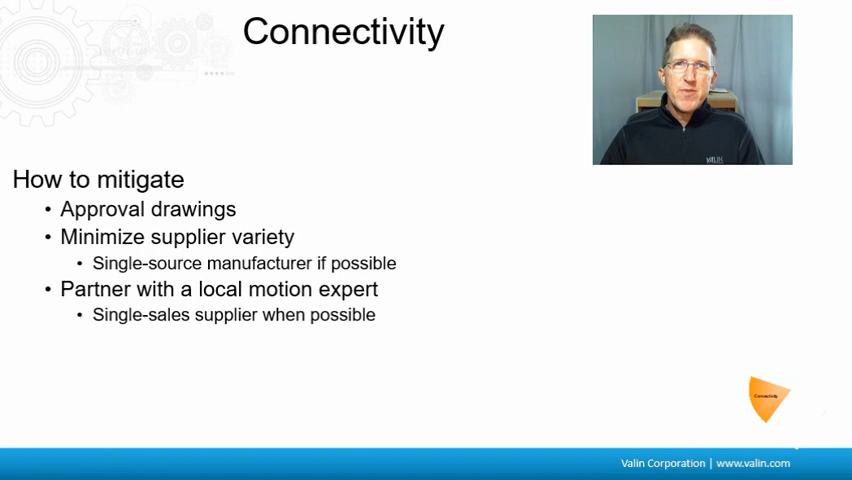 Connectivity
VALIN
How to mitigate
• Approval drawings
• Minimize supplier variety
• Single-source manufacturer if possible
• Partner with a local motion expert
• Single-sales supplier when possible
Connectivity
Valin Corporation | www.valin.com